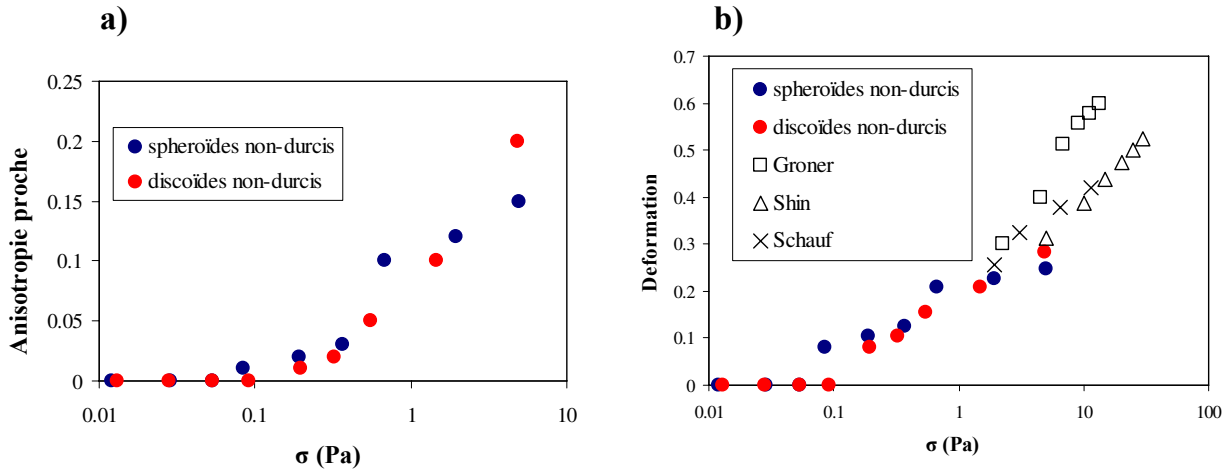 a)
0.25
0.2
0.15
0.1
0.05
0
Anisotropie proche
spheroïdes non-durcis
discoïdes non-durcis
0.01
0.1
1
10
σ (Pa)
b)
0.7
0.6
0.5
0.4
0.3
0.2
0.1
0
Deformation
spheroïdes non-durcis
discoïdes non-durcis
Groner
Shin
Schauf
0.01
0.1
1
10
100
σ (Pa)